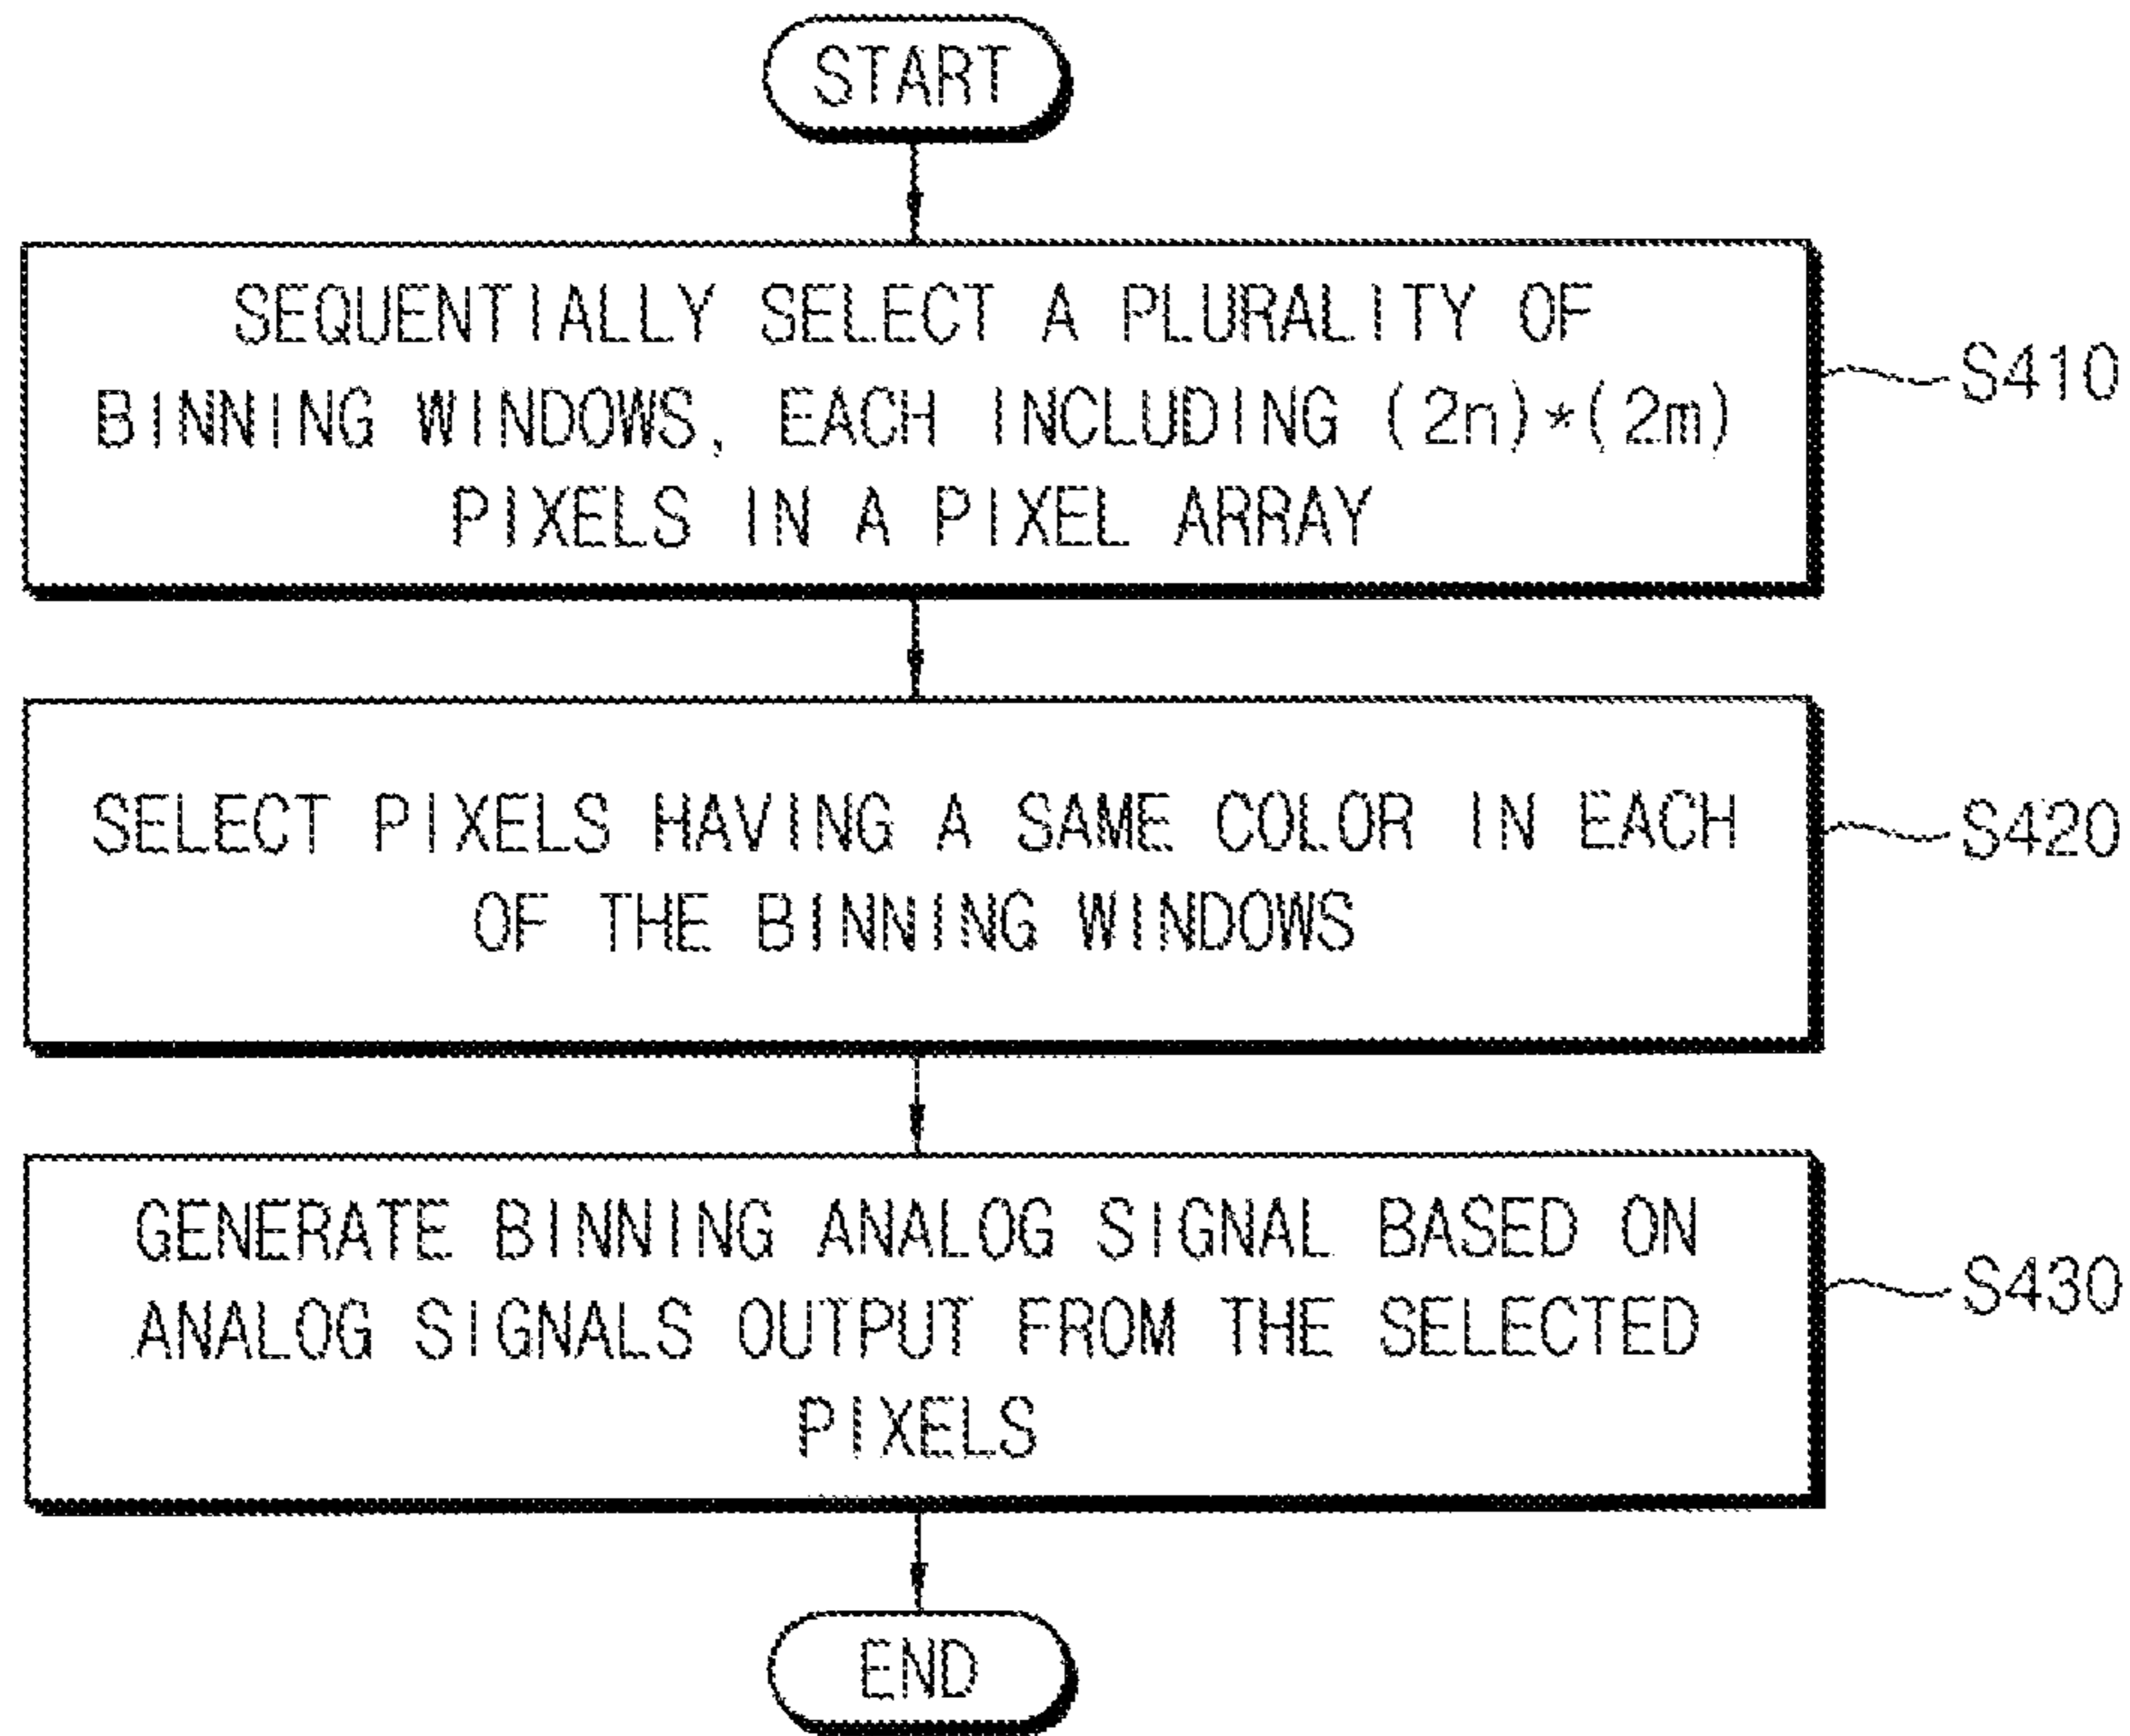 START
SEQUENTIALLY SELECT A PLURALITY OF
BINNING WINDOWS, EACH INCLUDING (2n)*(2m)
PIXELS IN A PIXEL ARRAY
S410
SELECT PIXELS HAVING A SAME COLOR IN EACH
OF THE BINNING WINDOWS
S420
GENERATE BINNING ANALOG SIGNAL BASED ON
ANALOG SIGNALS OUTPUT FROM THE SELECTED
PIXELS
S430
END